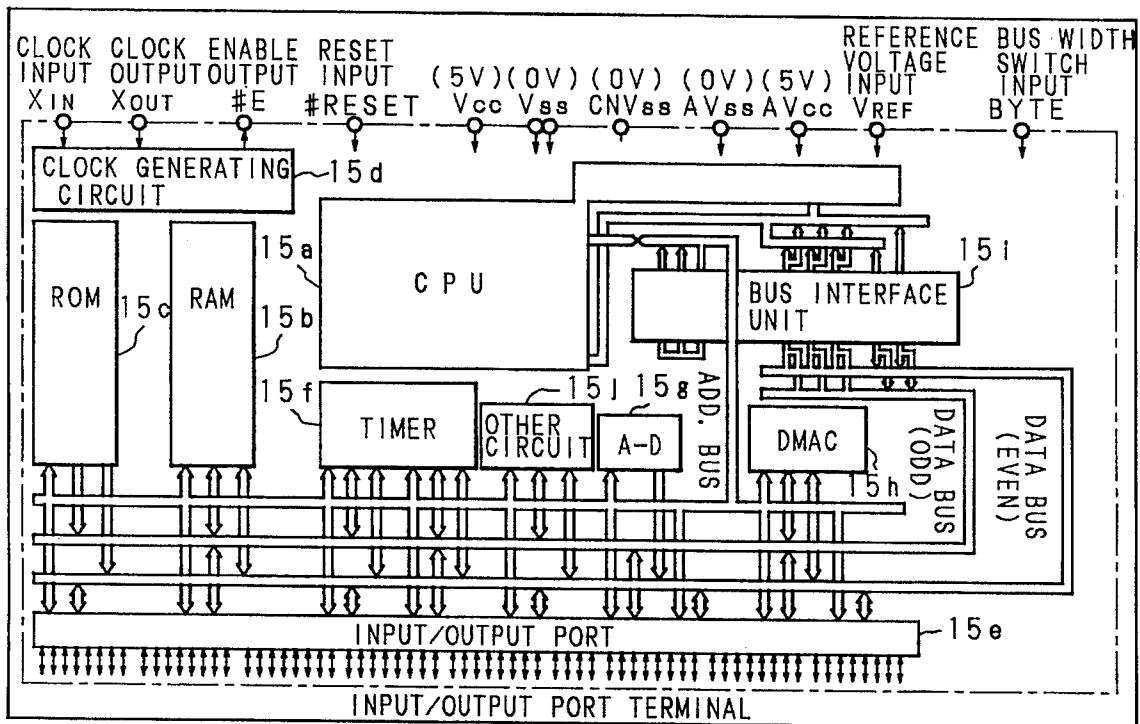 CLOCK INPUT XIN
CLOCK OUTPUT XOUT
ENABLE OUTPUT #E
RESET INPUT #RESET
(5V) Vcc
(0V) Vss
(0V) CNVss
(0V) AVss
(5V) AVcc
REFERENCE VOLTAGE INPUT VREF
BUS WIDTH SWITCH INPUT BYTE
CLOCK GENERATING
CIRCUIT
15d
ROM
15c
RAM
15b
15a
CPU
15i
BUS INTERFACE
UNIT
15f
TIMER
15j
OTHER
CIRCUIT
15g
A-D
ADD. BUS
DMAC
15h
DATA BUS
(ODD)
DATA BUS
(EVEN)
INPUT/OUTPUT PORT
15e
INPUT/OUTPUT PORT TERMINAL